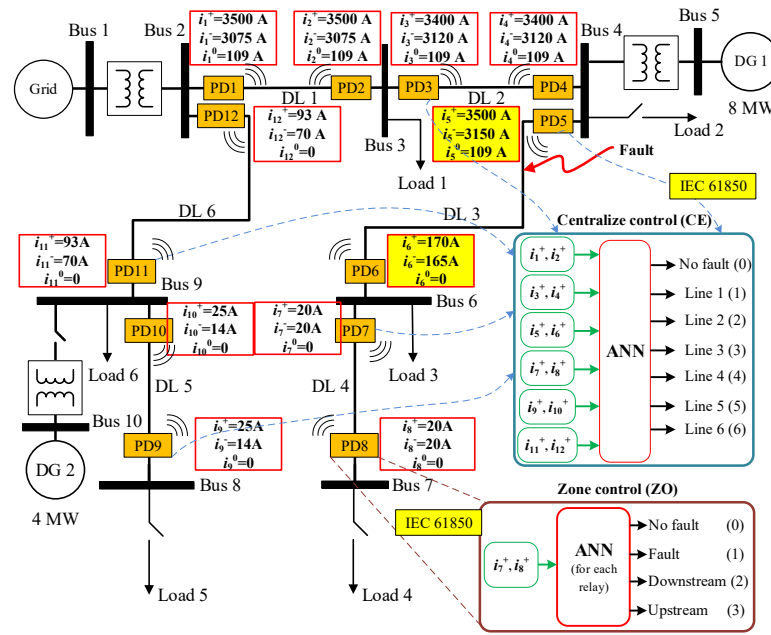 Bus 1
Bus 2
i₁⁺=3500 A
i₁⁻=3075 A
i₁⁰=109 A
i₂⁺=3500 A
i₂⁻=3075 A
i₂⁰=109 A
i₃⁺=3400 A
i₃⁻=3120 A
i₃⁰=109 A
i₄⁺=3400 A
i₄⁻=3120 A
i₄⁰=109 A
Bus 4
Bus 5
Grid
PD1
DL 1
PD2
PD3
DL 2
PD4
DG 1
8 MW
PD12
i₁₂⁺=93 A
i₁₂⁻=70 A
i₁₂⁰=0
Bus 3
i₅⁺=3500 A
i₅⁻=3150 A
i₅⁰=109 A
PD5
Load 2
Load 1
Fault
IEC 61850
DL 6
DL 3
Centralize control (CE)
i₁₁⁺=93A
i₁₁⁻=70A
i₁₁⁰=0
PD11
Bus 9
PD6
i₆⁺=170A
i₆⁻=165A
i₆⁰=0
Bus 6
i₁⁺, i₂⁺
i₃⁺, i₄⁺
i₅⁺, i₆⁺
i₇⁺, i₈⁺
i₉⁺, i₁₀⁺
i₁₁⁺, i₁₂⁺
ANN
No fault (0)
Line 1 (1)
Line 2 (2)
Line 3 (3)
Line 4 (4)
Line 5 (5)
Line 6 (6)
PD10
i₁₀⁺=25A
i₁₀⁻=14A
i₁₀⁰=0
i₇⁺=20A
i₇⁻=20A
i₇⁰=0
PD7
Load 6
DL 5
DL 4
Load 3
Bus 10
DG 2
4 MW
PD9
i₉⁺=25A
i₉⁻=14A
i₉⁰=0
Bus 8
PD8
i₈⁺=20A
i₈⁻=20A
i₈⁰=0
Bus 7
Zone control (ZO)
IEC 61850
i₇⁺, i₈⁺
ANN
(for each
relay)
No fault (0)
Fault (1)
Downstream (2)
Upstream (3)
Load 5
Load 4